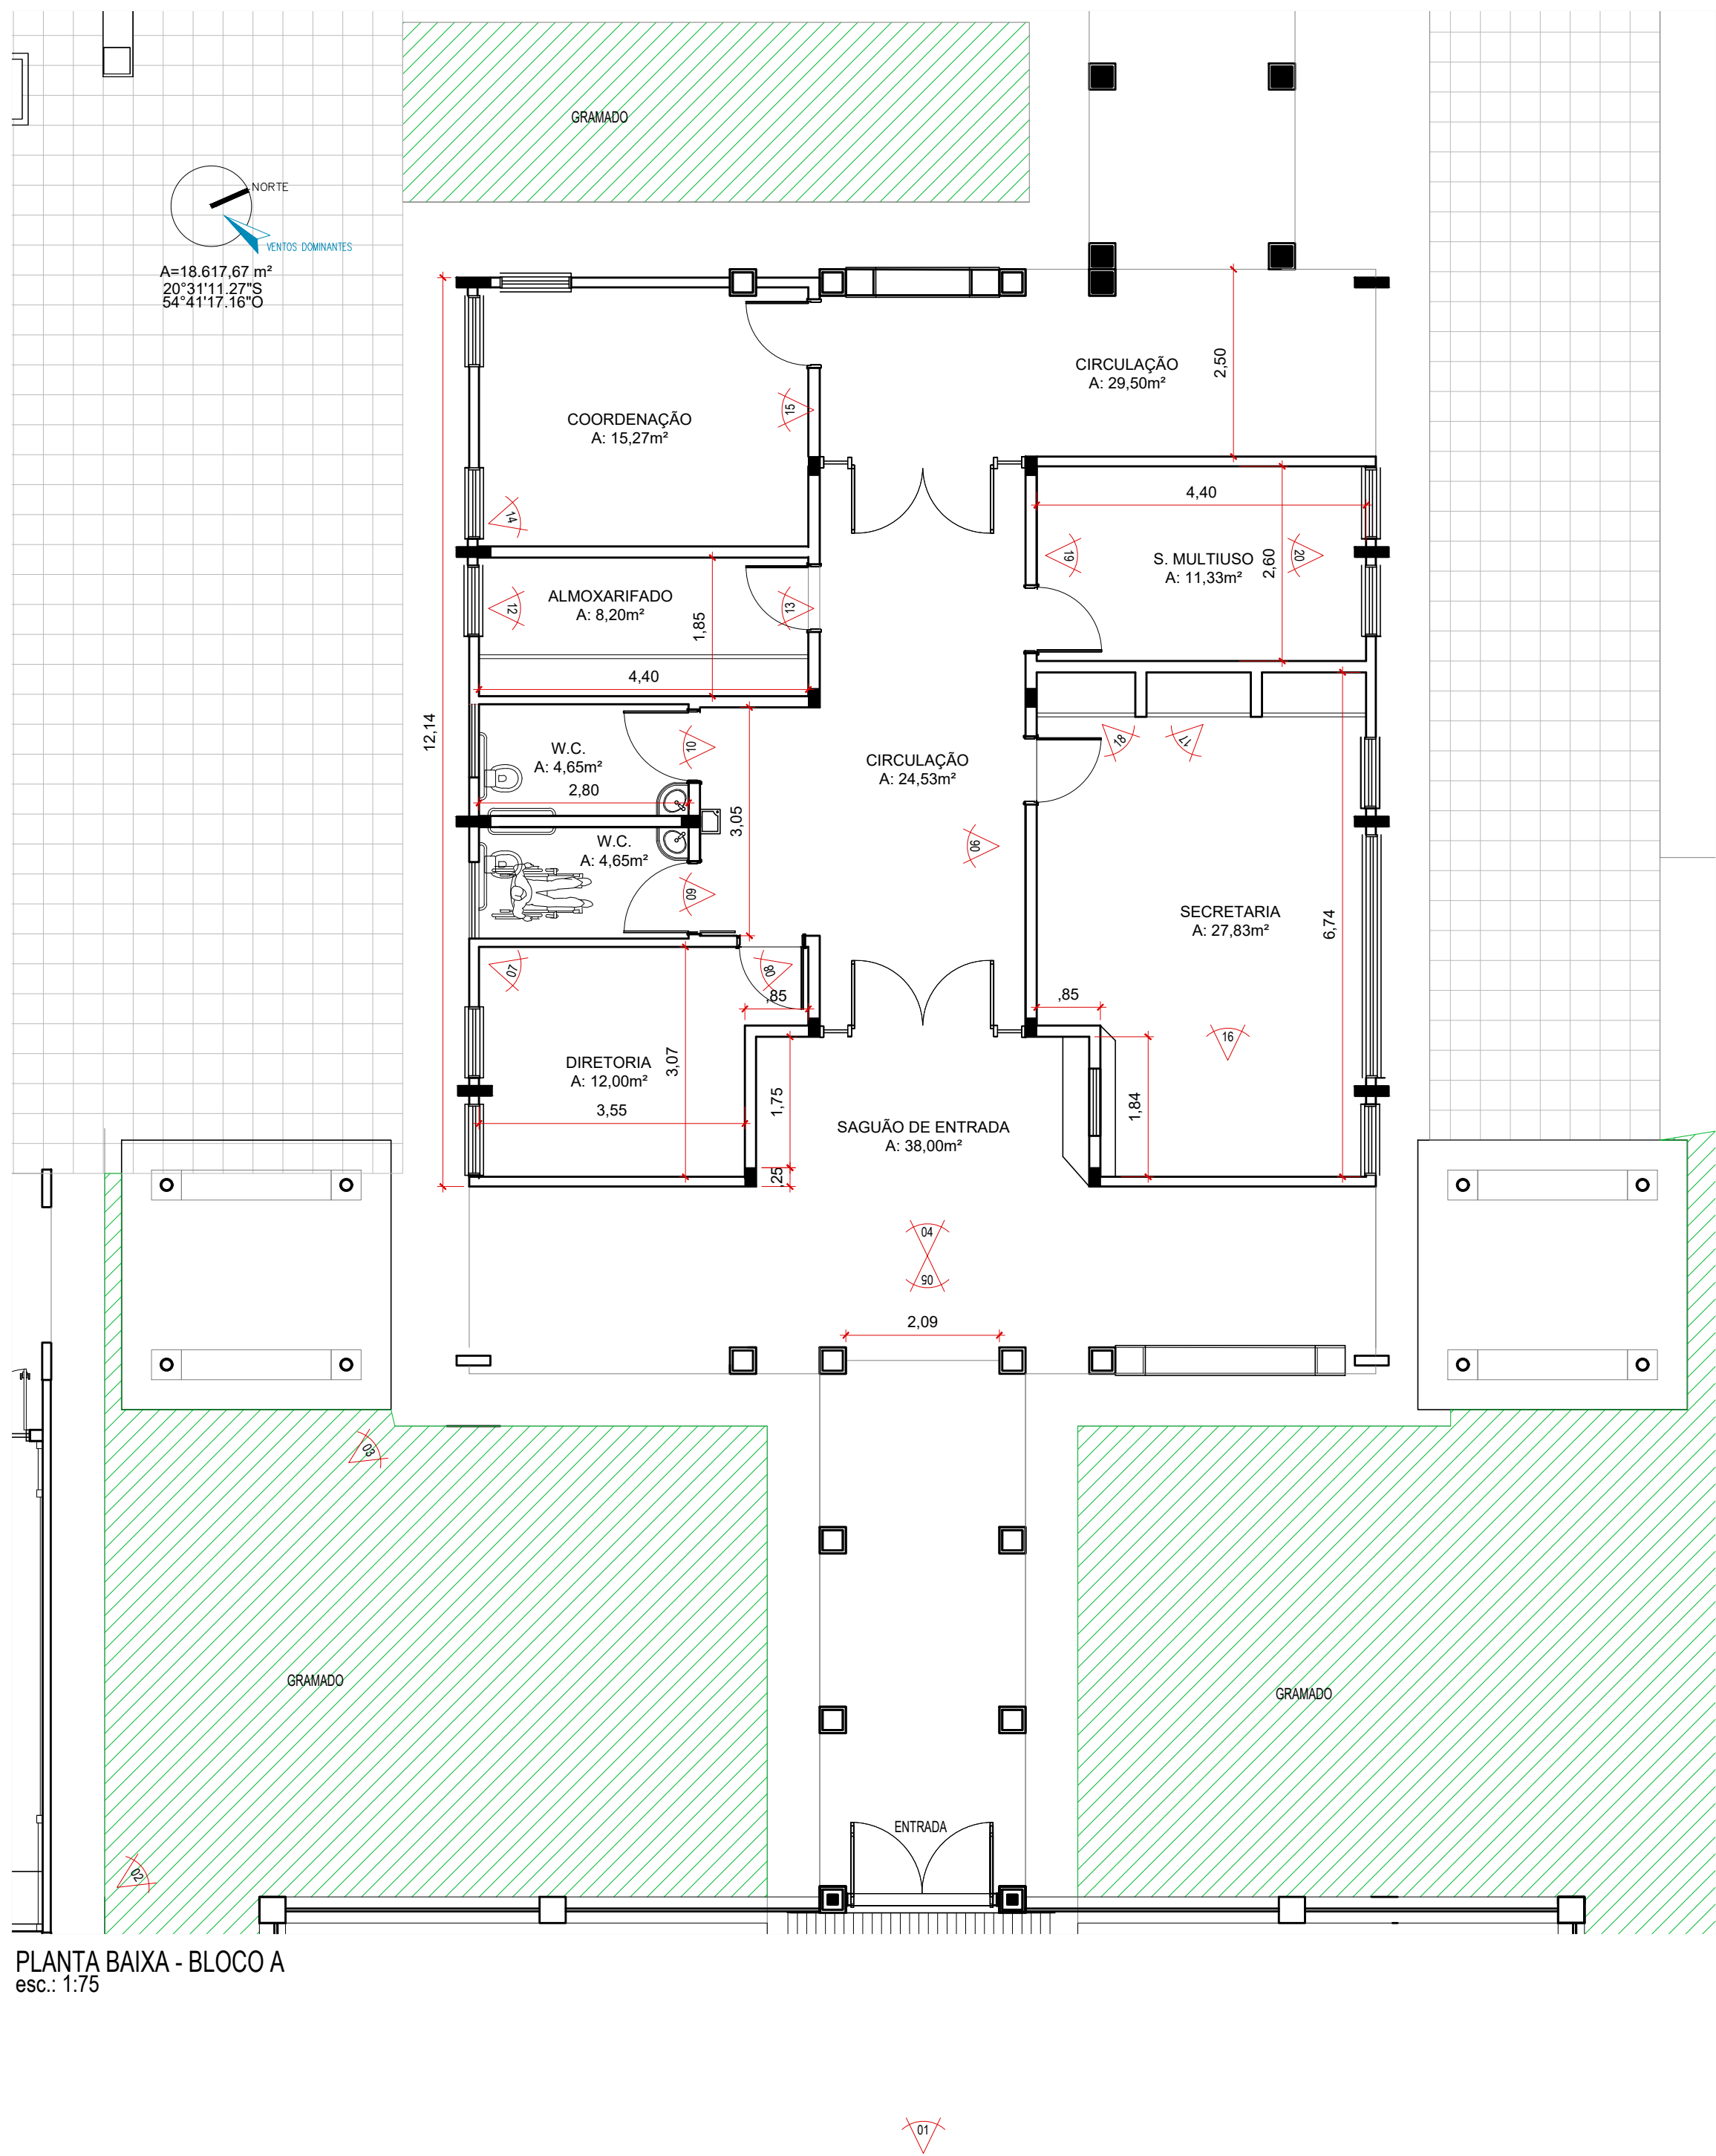 GRAMADO
NORTE
VENTOS DOMINANTES
A=18.617,67 m²
20°31'11.27"S
54°41'17.16"O
CIRCULAÇÃO
A: 29,50m²
2,50
COORDENAÇÃO
A: 15,27m²
15
14
4,40
S. MULTIUSO
A: 11,33m²
2,60
19
20
ALMOXARIFADO
A: 8,20m²
12
13
1,85
4,40
12,14
W.C.
A: 4,65m²
2,80
10
W.C.
A: 4,65m²
09
3,05
CIRCULAÇÃO
A: 24,53m²
06
18
17
SECRETARIA
A: 27,83m²
6,74
07
08
,85
,85
16
DIRETORIA
A: 12,00m²
3,07
3,55
1,75
,25
1,84
SAGUÃO DE ENTRADA
A: 38,00m²
04
05
2,09
03
GRAMADO
GRAMADO
ENTRADA
02
PLANTA BAIXA - BLOCO A
esc.: 1:75
01